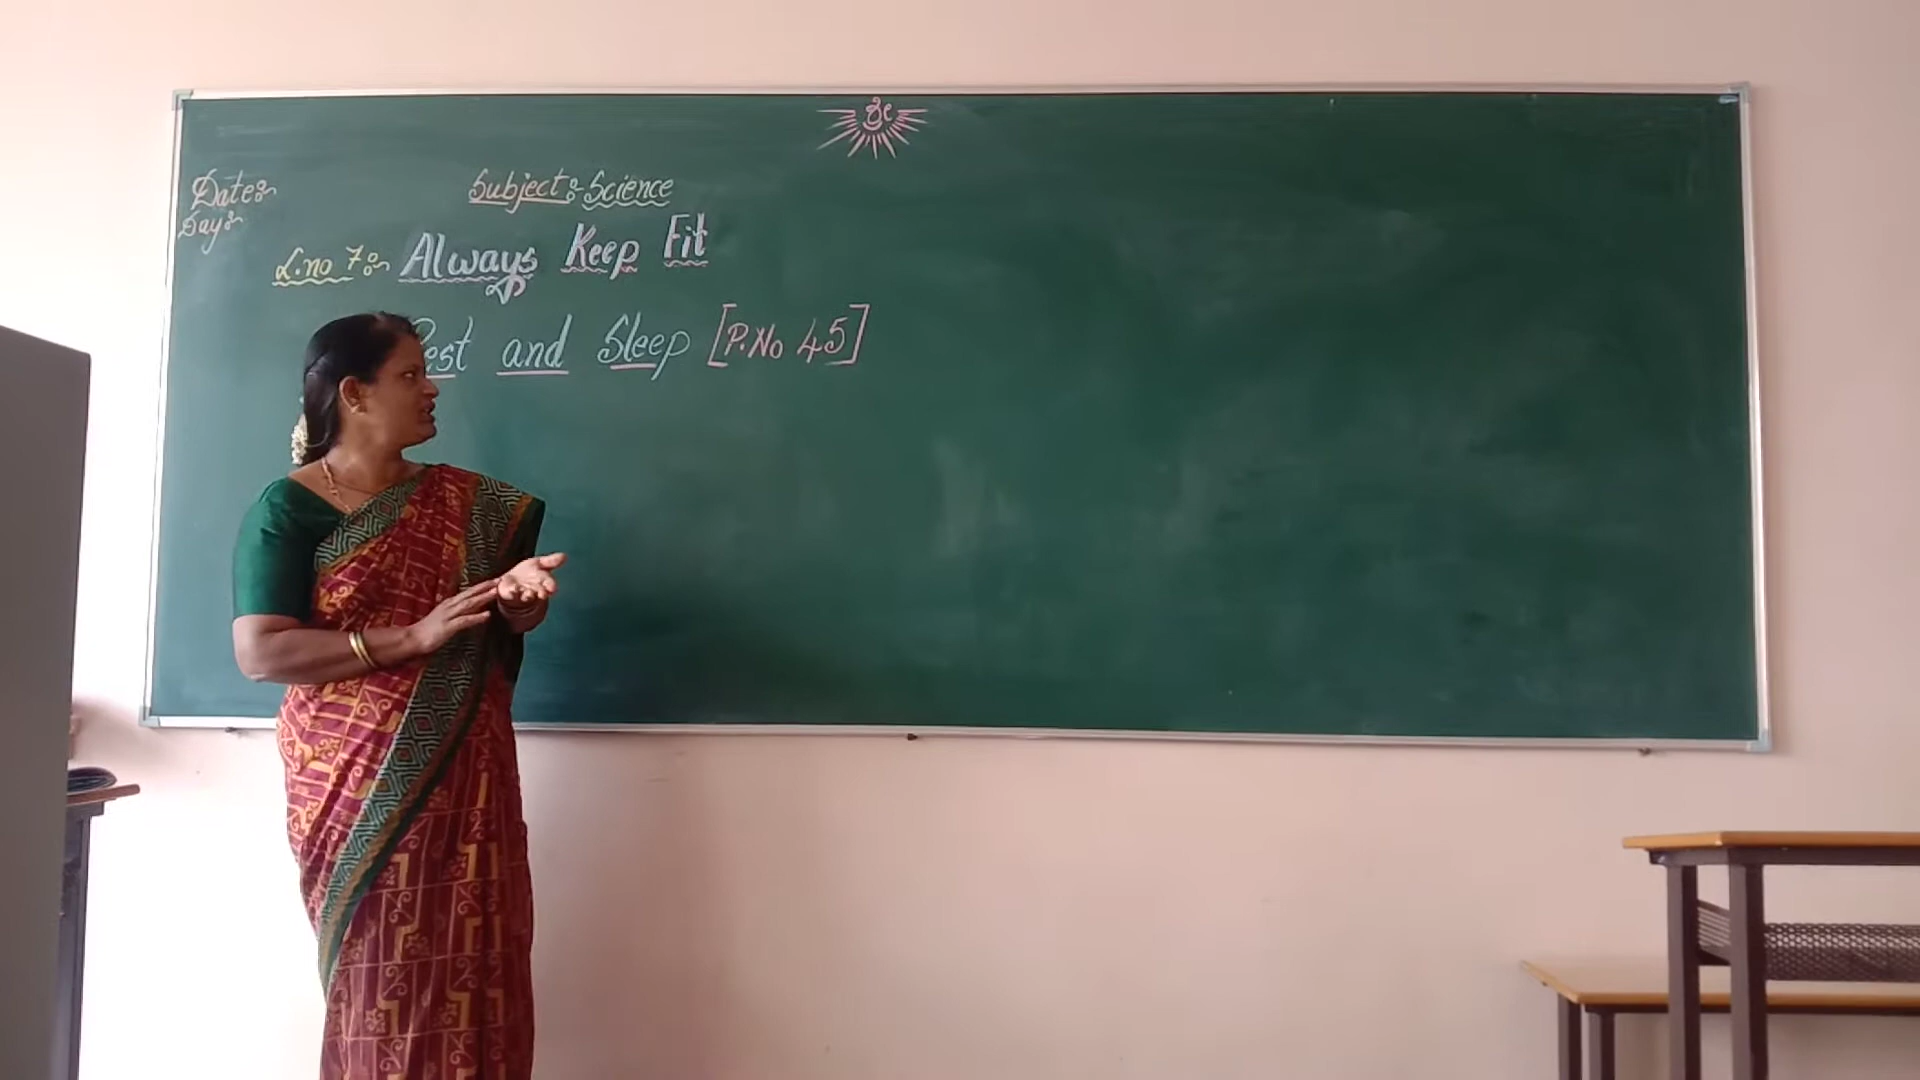 ಶ್ರೀ
Date:-
Subject:- Science
Day:-
L.no 7:- Always Keep Fit
Rest and Sleep [P.No 45]